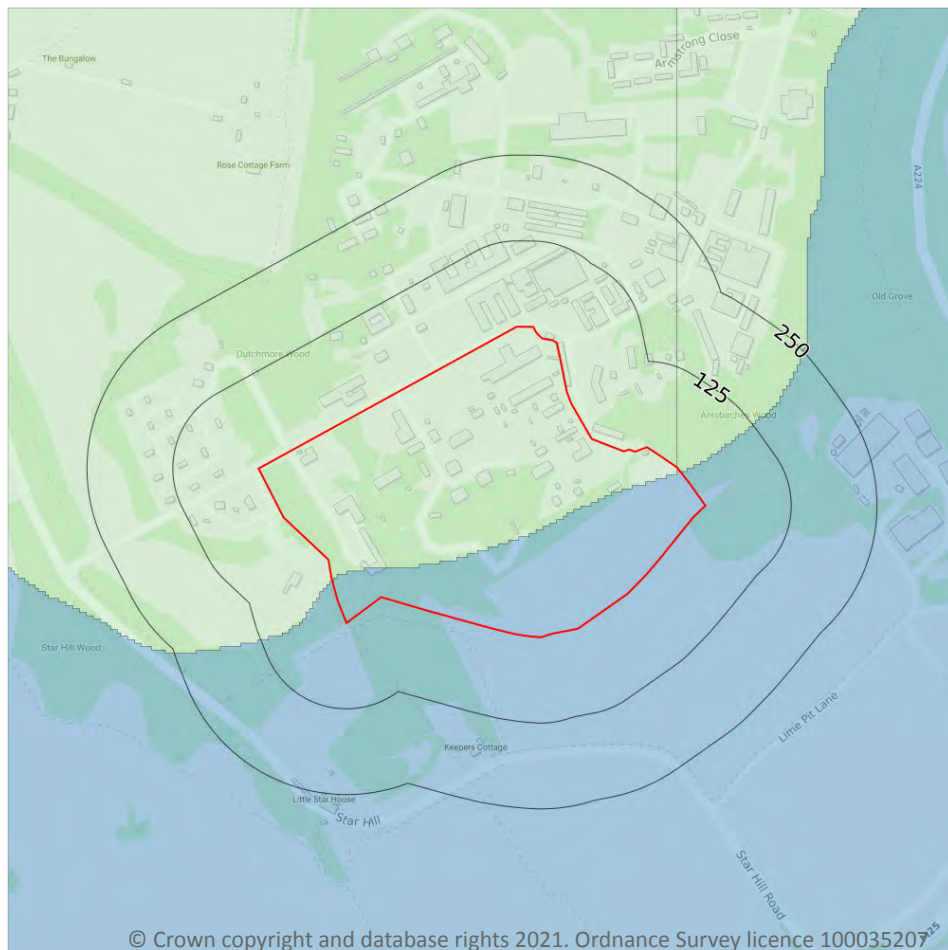 Armstrong Close
The Bungalow
Rose Cottage Farm
A224
Old Grove
250
Dutchmore Wood
125
Anisbirches Wood
Star Hill Wood
Lime Pit Lane
Keepers Cottage
Little Star House
Star Hill
Star Hill Road
A25
© Crown copyright and database rights 2021. Ordnance Survey licence 100035207